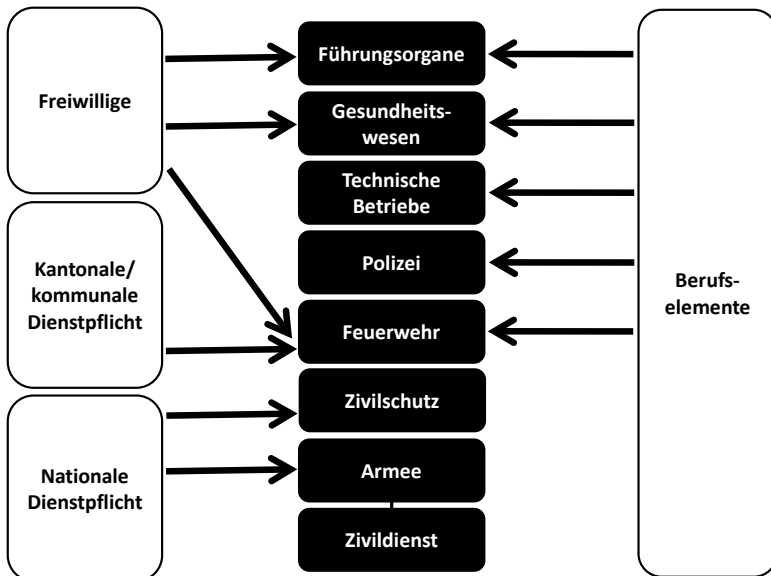 Freiwillige
Kantonale/
kommunale
Dienstpflicht
Nationale
Dienstpflicht
Führungsorgane
Gesundheits-
wesen
Technische
Betriebe
Polizei
Feuerwehr
Zivilschutz
Armee
Zivildienst
Berufs-
elemente